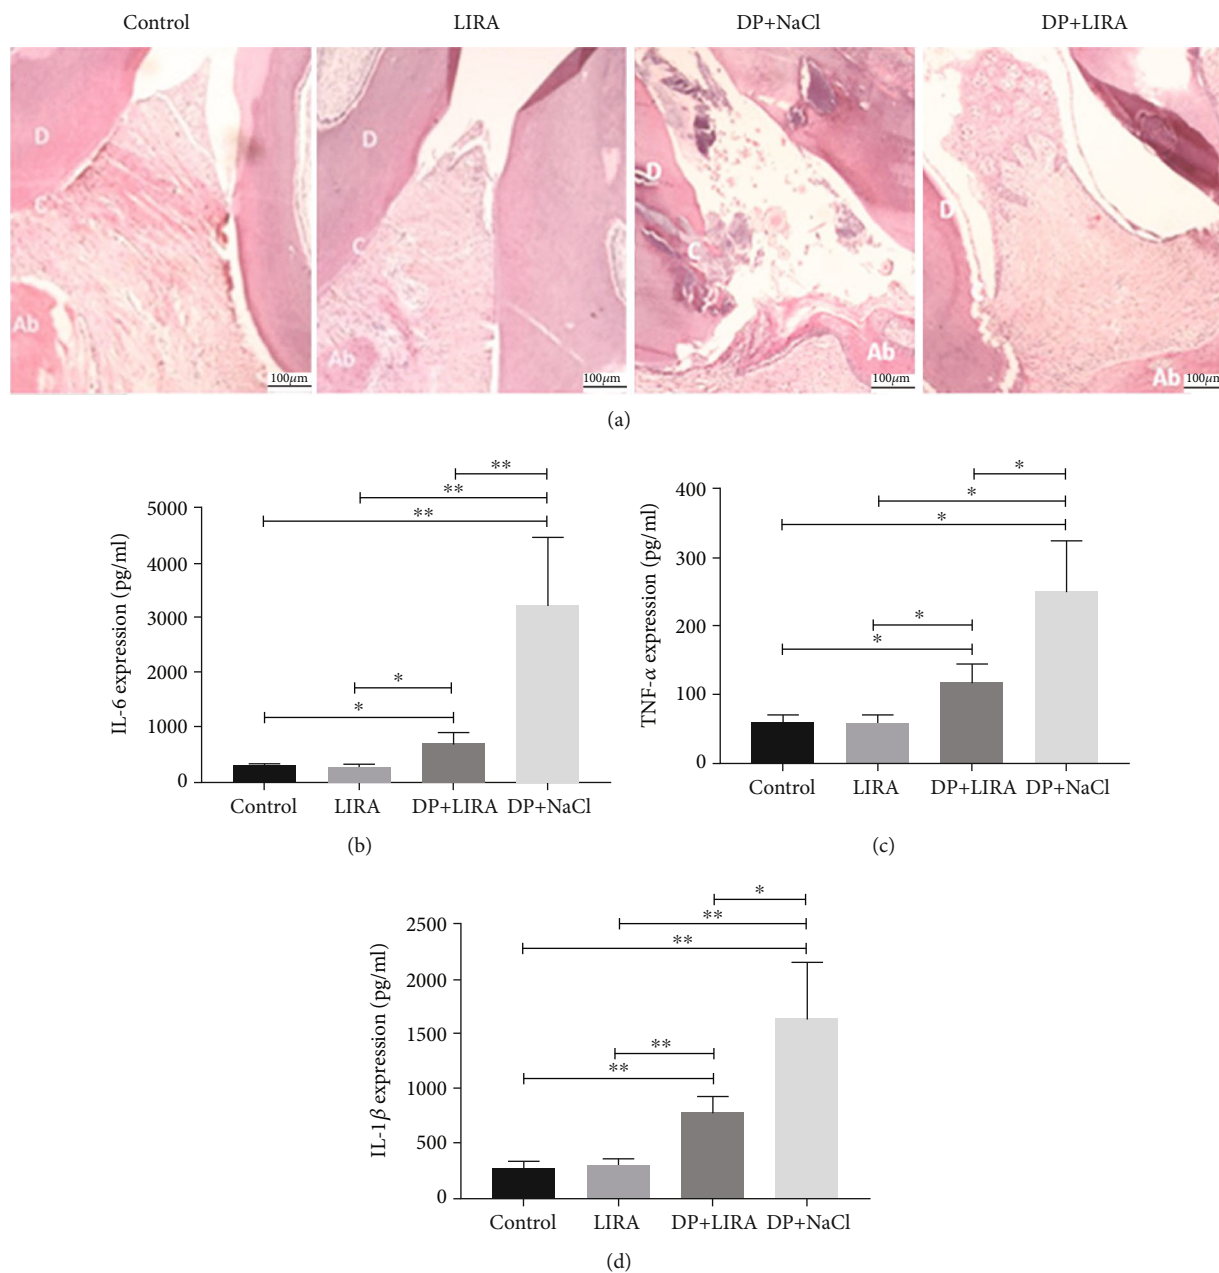 Control LIRA DP+NaCl DP+LIRA
D D D D
C C C C
Ab Ab Ab Ab
100μm 100μm 100μm 100μm
(a)
IL-6 expression (pg/ml)
5000
4000
3000
2000
1000
0
** 
**
**
*
*
Control LIRA DP+LIRA DP+NaCl
(b)
TNF-α expression (pg/ml)
400
300
200
100
0
*
*
*
*
*
Control LIRA DP+LIRA DP+NaCl
(c)
IL-1β expression (pg/ml)
2500
2000
1500
1000
500
0
*
**
**
**
**
Control LIRA DP+LIRA DP+NaCl
(d)